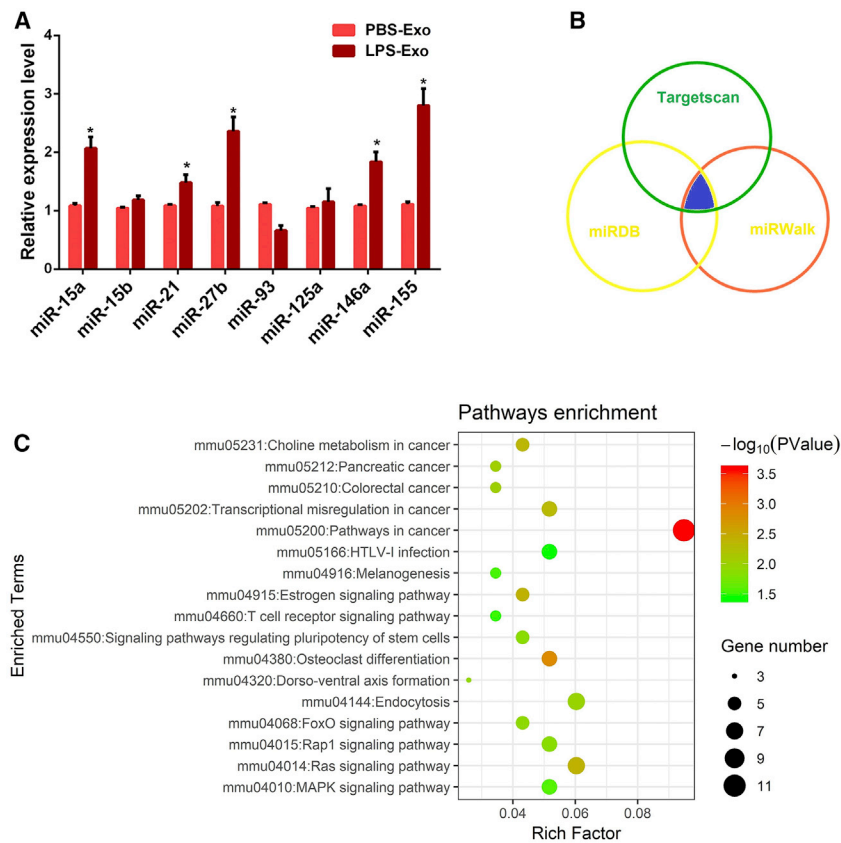 A
Relative expression level
4
3
2
1
0
PBS-Exo
LPS-Exo
*
*
*
*
*
miR-15a
miR-15b
miR-21
miR-27b
miR-93
miR-125a
miR-146a
miR-155
B
Targetscan
miRDB
miRWalk
C
Pathways enrichment
Enriched Terms
mmu05231:Choline metabolism in cancer
mmu05212:Pancreatic cancer
mmu05210:Colorectal cancer
mmu05202:Transcriptional misregulation in cancer
mmu05200:Pathways in cancer
mmu05166:HTLV-I infection
mmu04916:Melanogenesis
mmu04915:Estrogen signaling pathway
mmu04660:T cell receptor signaling pathway
mmu04550:Signaling pathways regulating pluripotency of stem cells
mmu04380:Osteoclast differentiation
mmu04320:Dorso-ventral axis formation
mmu04144:Endocytosis
mmu04068:FoxO signaling pathway
mmu04015:Rap1 signaling pathway
mmu04014:Ras signaling pathway
mmu04010:MAPK signaling pathway
0.04 0.06 0.08
Rich Factor
−log10(PValue)
3.5
3.0
2.5
2.0
1.5
Gene number
3
5
7
9
11